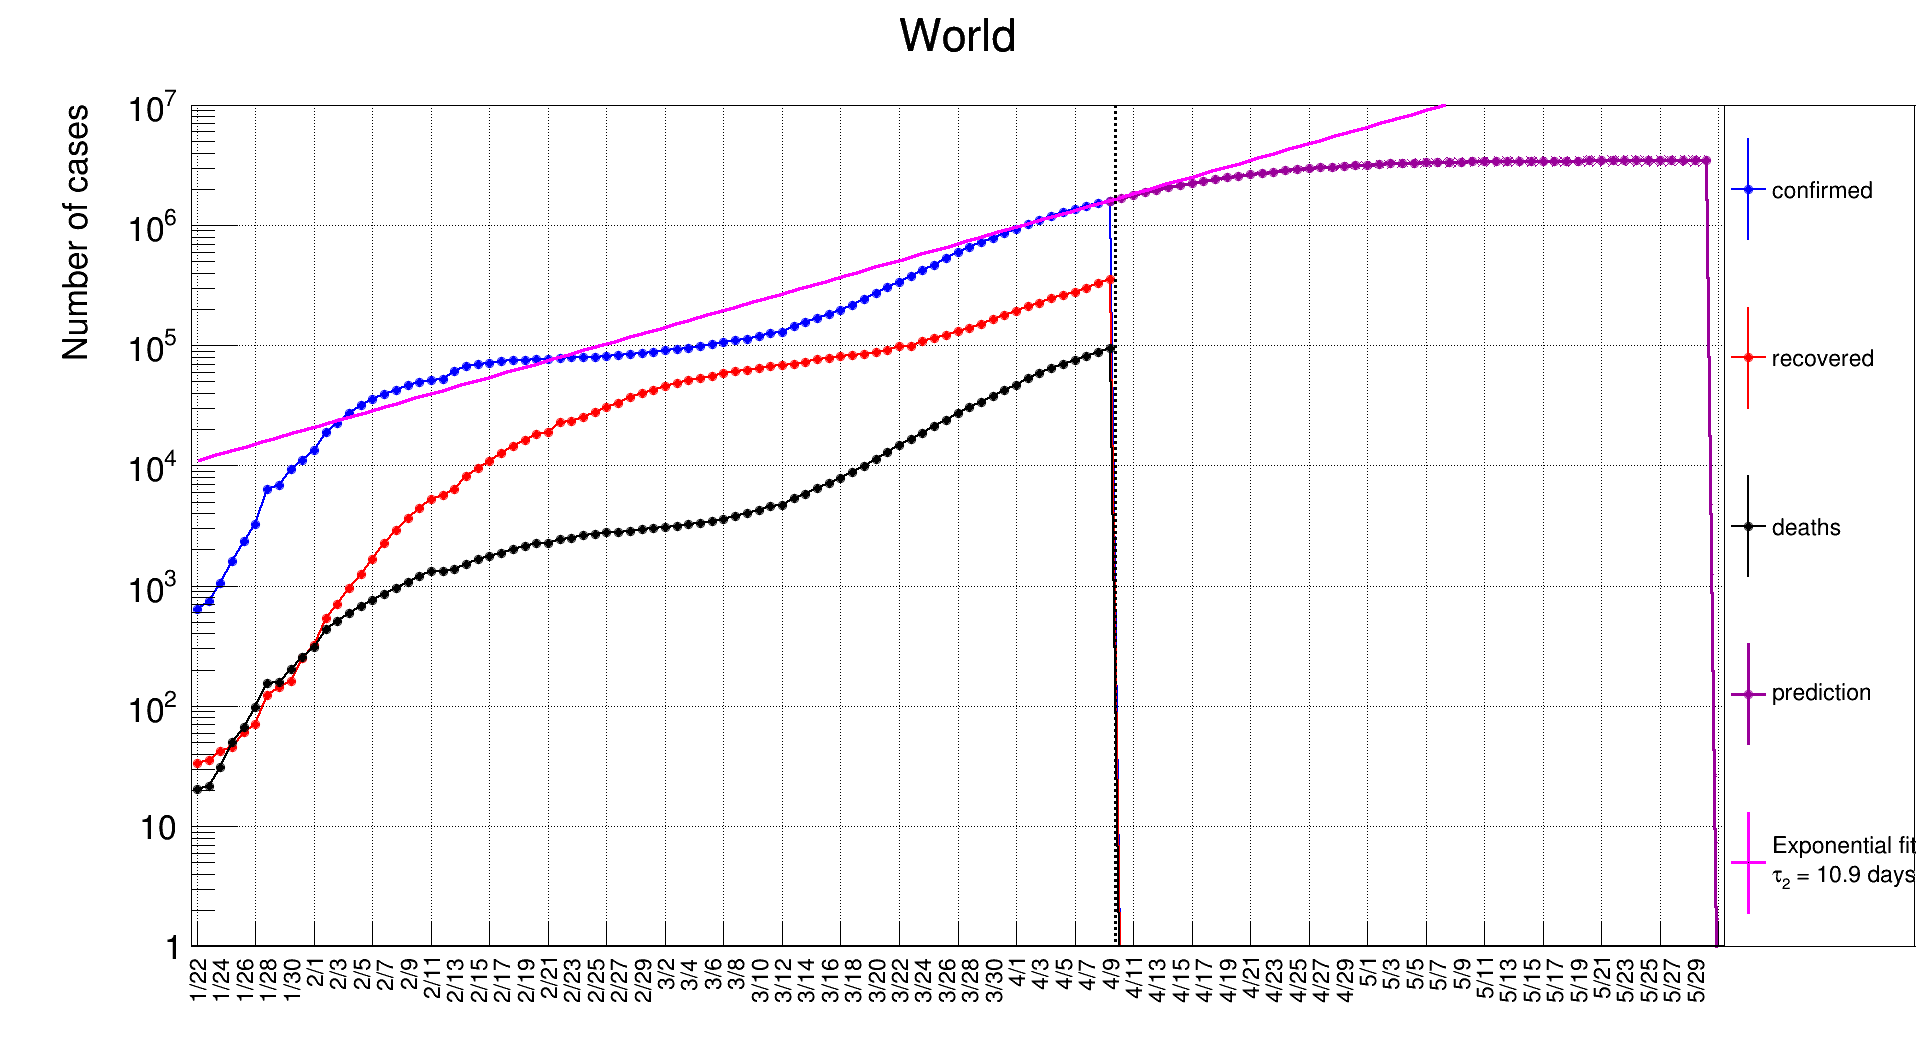 World
Number of cases
10⁷
10⁶
10⁵
10⁴
10³
10²
10
1
1/22 1/24 1/26 1/28 1/30 2/1 2/3 2/5 2/7 2/9 2/11 2/13 2/15 2/17 2/19 2/21 2/23 2/25 2/27 2/29 3/2 3/4 3/6 3/8 3/10 3/12 3/14 3/16 3/18 3/20 3/22 3/24 3/26 3/28 3/30 4/1 4/3 4/5 4/7 4/9 4/11 4/13 4/15 4/17 4/19 4/21 4/23 4/25 4/27 4/29 5/1 5/3 5/5 5/7 5/9 5/11 5/13 5/15 5/17 5/19 5/21 5/23 5/25 5/27 5/29
confirmed
recovered
deaths
prediction
Exponential fit
τ₂ = 10.9 days